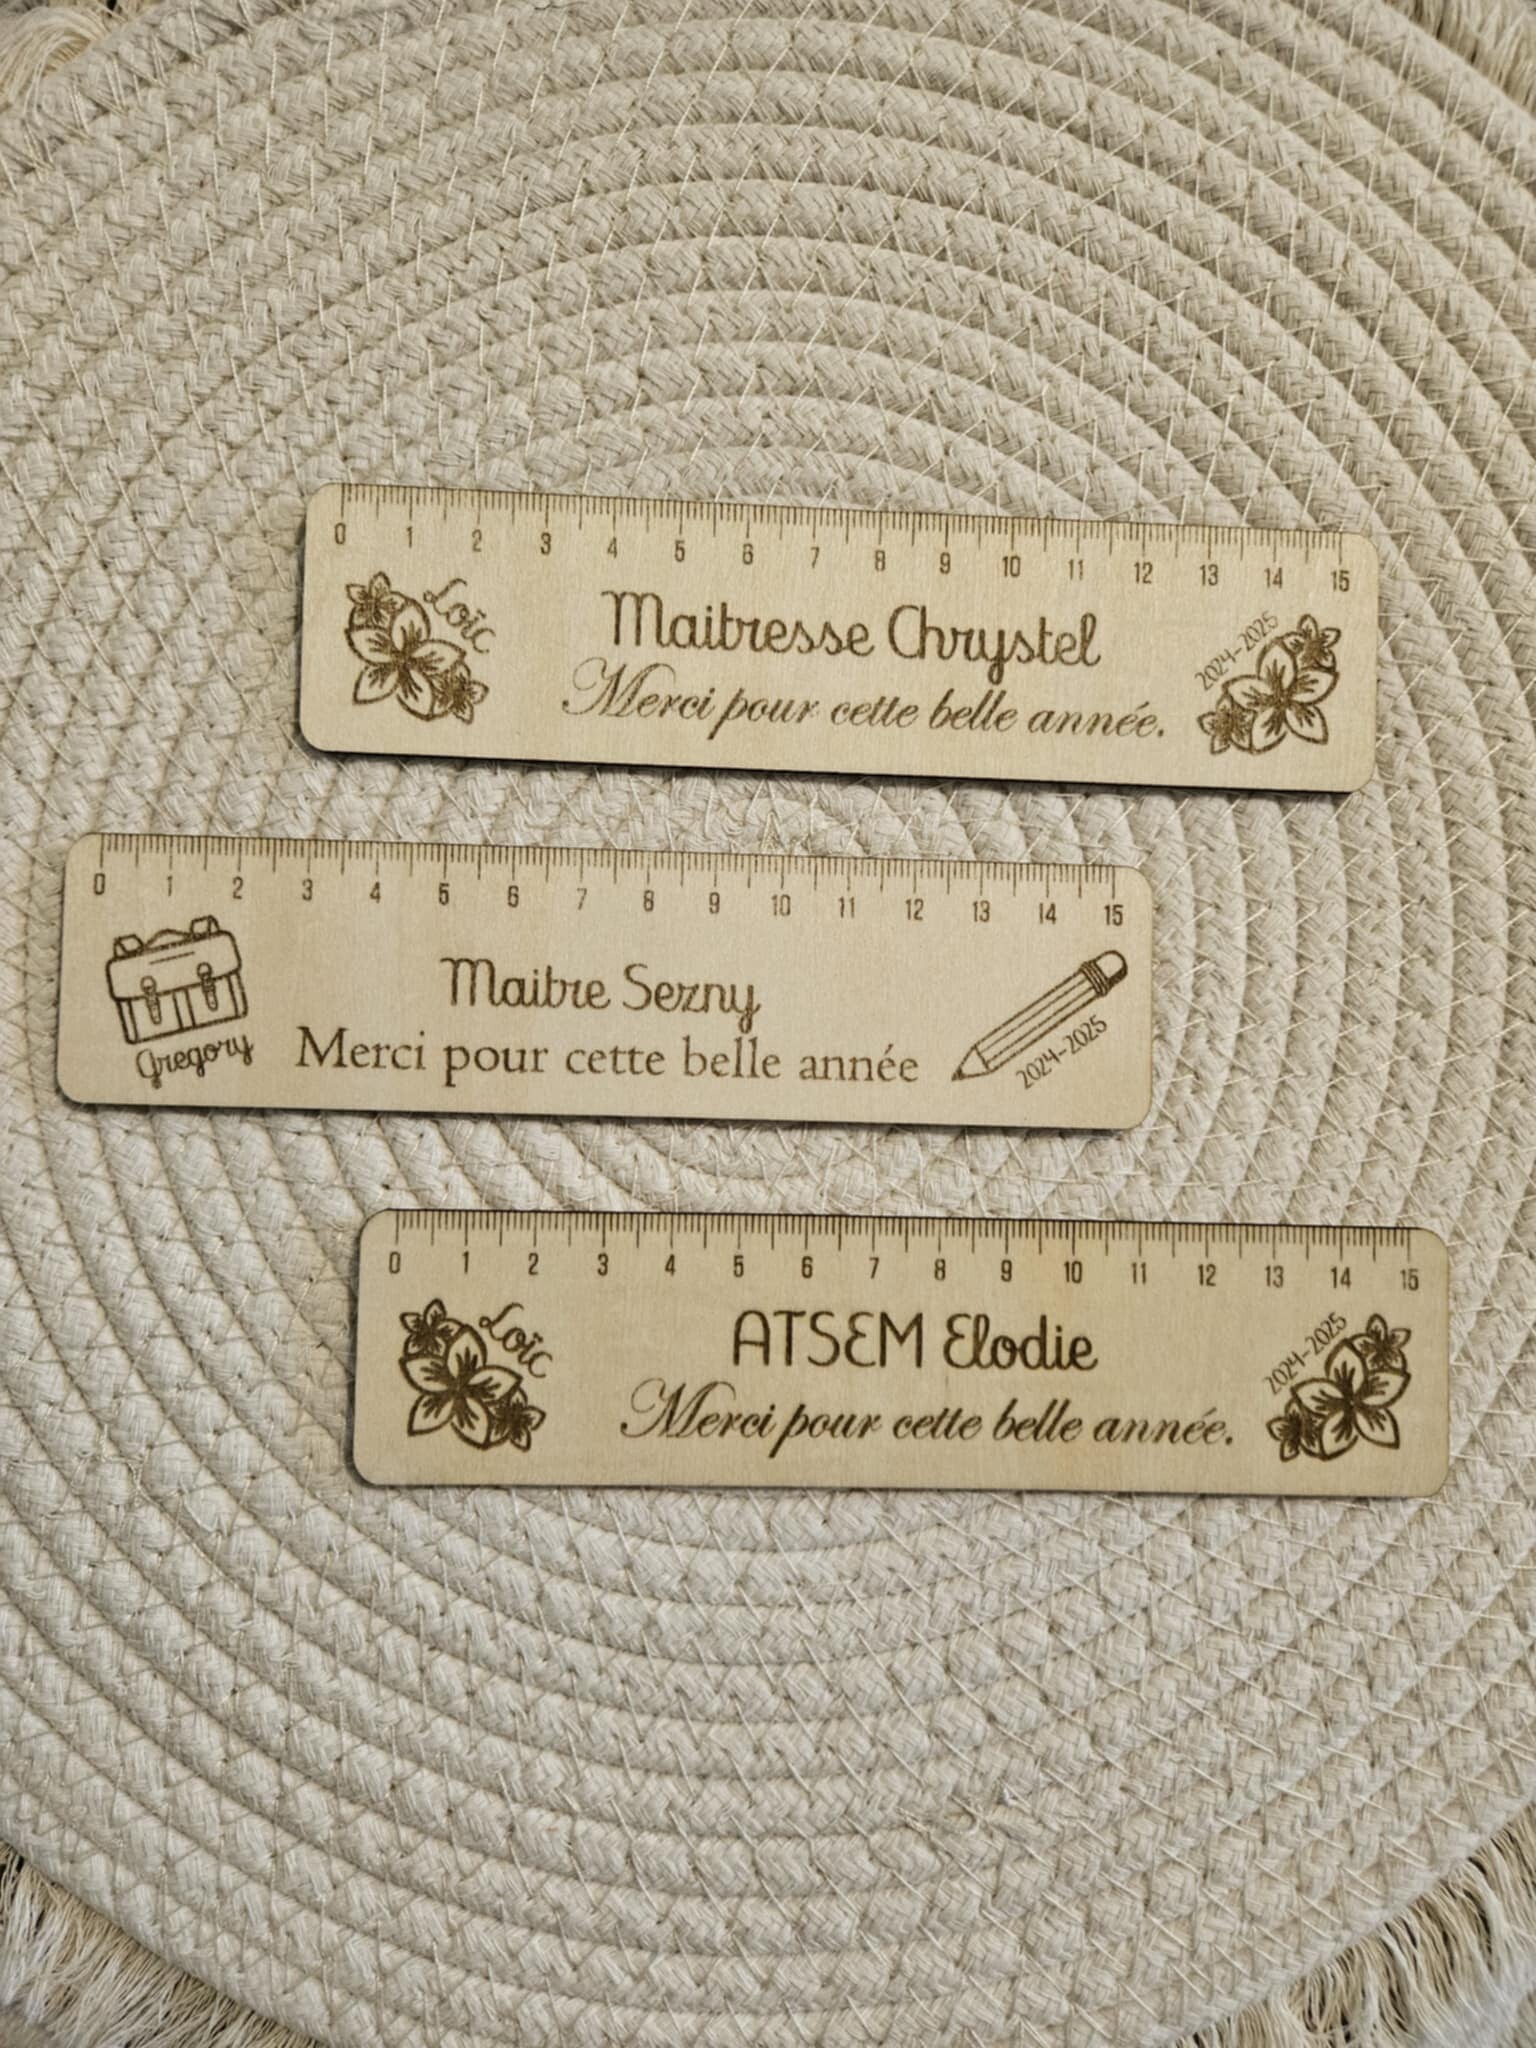 0 1 2 3 4 5 6 7 8 9 10 11 12 13 14 15
Loïc
Maitresse Chrystel
2024-2025
Merci pour cette belle année.
0 1 2 3 4 5 6 7 8 9 10 11 12 13 14 15
Maitre Sezny
Gregory
Merci pour cette belle année
2024-2025
0 1 2 3 4 5 6 7 8 9 10 11 12 13 14 15
Loïc
ATSEM Elodie
2024-2025
Merci pour cette belle année.